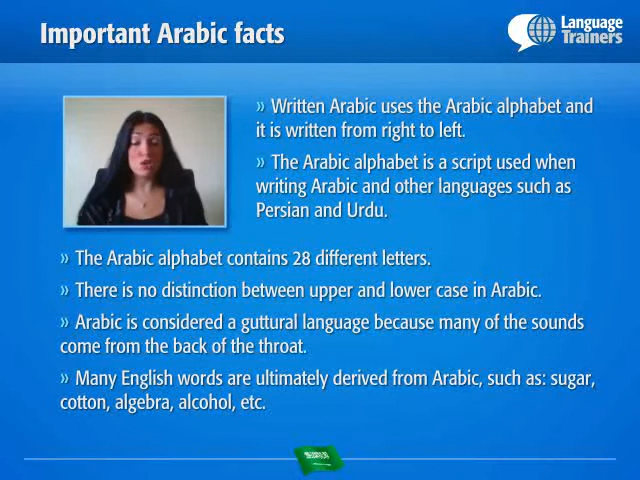 Important Arabic facts
Language
Trainers
» Written Arabic uses the Arabic alphabet and
it is written from right to left.
» The Arabic alphabet is a script used when
writing Arabic and other languages such as
Persian and Urdu.
» The Arabic alphabet contains 28 different letters.
» There is no distinction between upper and lower case in Arabic.
» Arabic is considered a guttural language because many of the sounds
come from the back of the throat.
» Many English words are ultimately derived from Arabic, such as: sugar,
cotton, algebra, alcohol, etc.